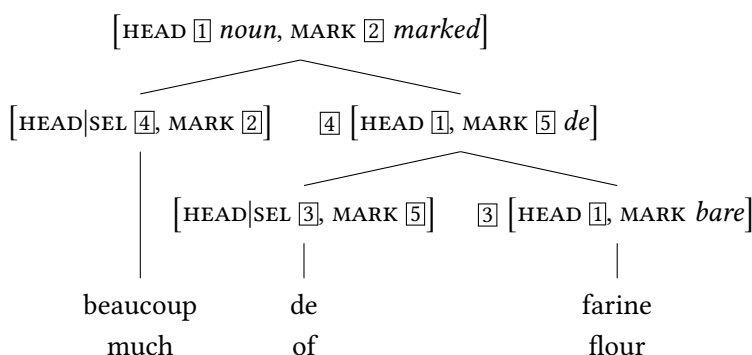 [HEAD 1 noun, MARK 2 marked]
[HEAD|SEL 4, MARK 2] 4 [HEAD 1, MARK 5 de]
[HEAD|SEL 3, MARK 5] 3 [HEAD 1, MARK bare]
beaucoup de farine
much of flour